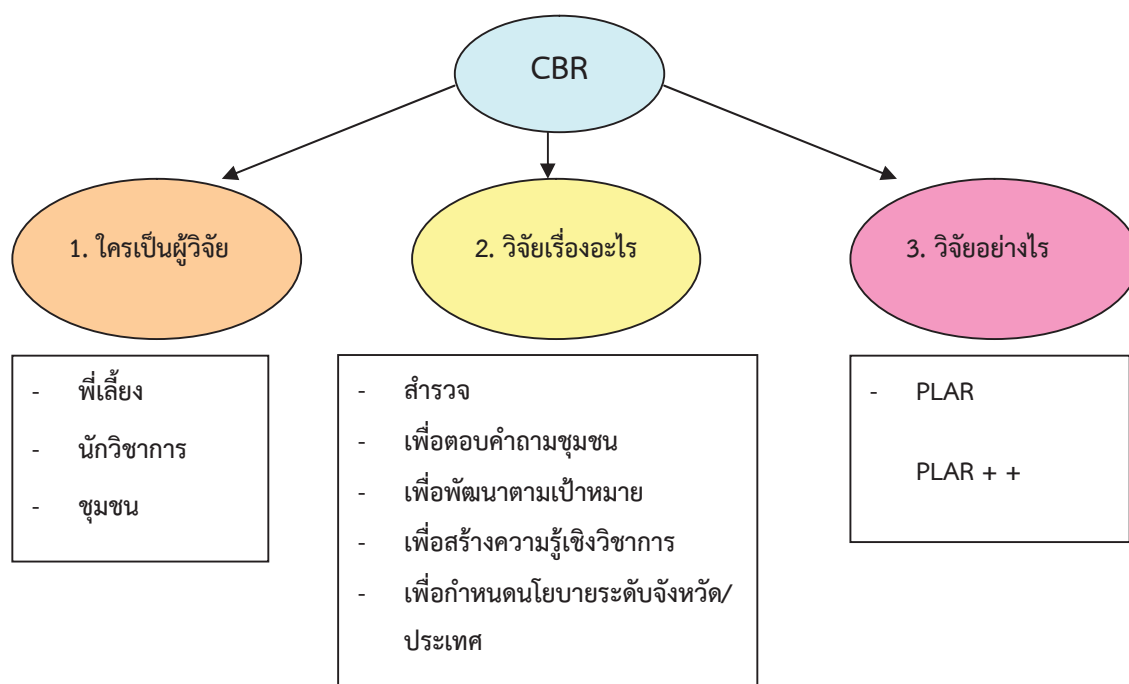 CBR
1. ใครเป็นผู้วิจัย
2. วิจัยเรื่องอะไร
3. วิจัยอย่างไร
- พี่เลี้ยง
- นักวิชาการ
- ชุมชน
- สำรวจ
- เพื่อตอบคำถามชุมชน
- เพื่อพัฒนาตามเป้าหมาย
- เพื่อสร้างความรู้เชิงวิชาการ
- เพื่อกำหนดนโยบายระดับจังหวัด/
ประเทศ
- PLAR
PLAR + +